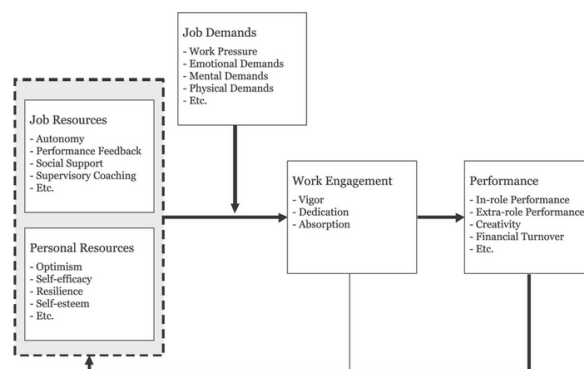 Job Demands
- Work Pressure
- Emotional Demands
- Mental Demands
- Physical Demands
- Etc.
Job Resources
- Autonomy
- Performance Feedback
- Social Support
- Supervisory Coaching
- Etc.
Personal Resources
- Optimism
- Self-efficacy
- Resilience
- Self-esteem
- Etc.
Work Engagement
- Vigor
- Dedication
- Absorption
Performance
- In-role Performance
- Extra-role Performance
- Creativity
- Financial Turnover
- Etc.